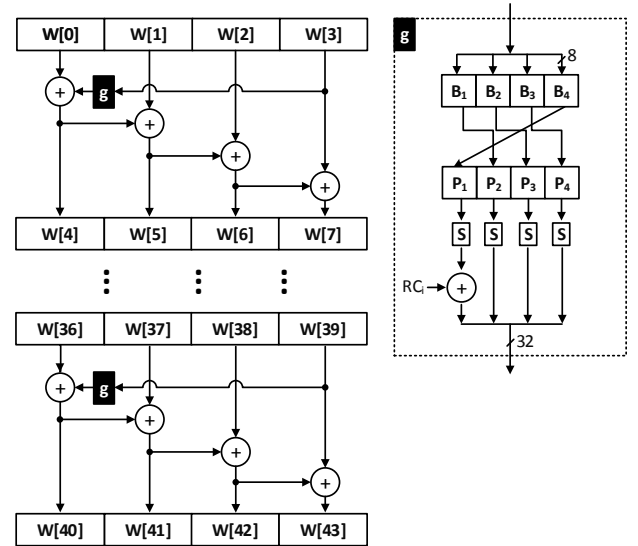 W[0] W[1] W[2] W[3]
+ g
+
+
+
W[4] W[5] W[6] W[7]
W[36] W[37] W[38] W[39]
+ g
+
+
+
W[40] W[41] W[42] W[43]
g
8
B₁ B₂ B₃ B₄
P₁ P₂ P₃ P₄
S S S S
RCᵢ +
32